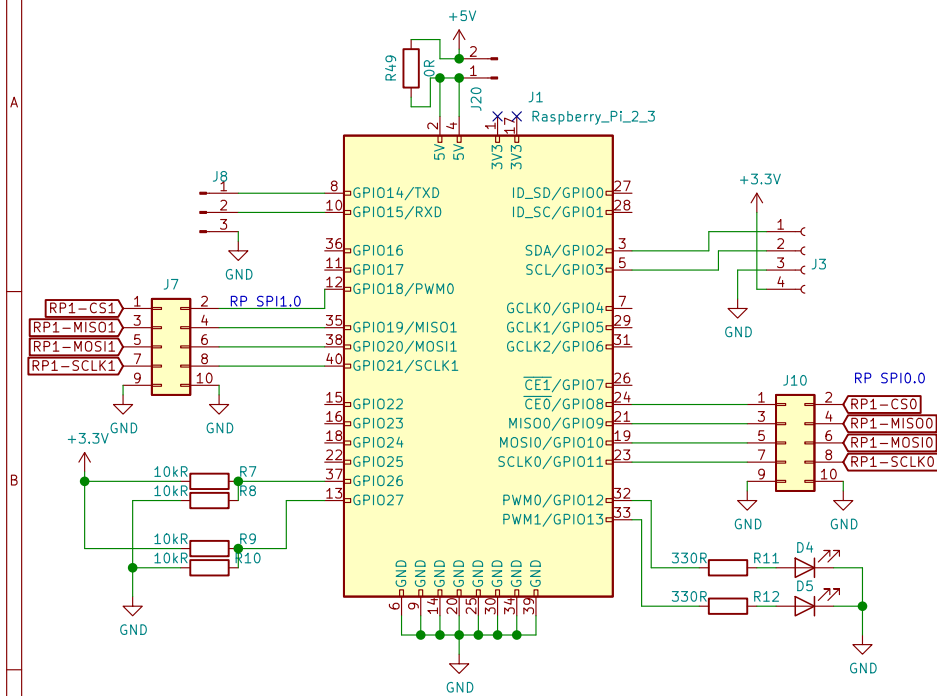 +5V
2
1
R49
0R
J20
J1
Raspberry_Pi_2_3
A
2
4
1
17
5V
5V
3V3
3V3
J8
1
2
3
GND
8
GPIO14/TXD
10
GPIO15/RXD
36
GPIO16
11
GPIO17
12
GPIO18/PWM0
35
GPIO19/MISO1
38
GPIO20/MOSI1
40
GPIO21/SCLK1
15
GPIO22
16
GPIO23
18
GPIO24
22
GPIO25
37
GPIO26
13
GPIO27
ID_SD/GPIO0
27
ID_SC/GPIO1
28
SDA/GPIO2
3
SCL/GPIO3
5
GCLK0/GPIO4
7
GCLK1/GPIO5
29
GCLK2/GPIO6
31
CE1/GPIO7
26
CE0/GPIO8
24
MISO0/GPIO9
21
MOSI0/GPIO10
19
SCLK0/GPIO11
23
PWM0/GPIO12
32
PWM1/GPIO13
33
+3.3V
1
2
3
4
J3
GND
J7
RP SPI1.0
RP1-CS1
1
2
RP1-MISO1
3
4
RP1-MOSI1
5
6
RP1-SCLK1
7
8
9
10
GND
GND
RP SPI0.0
J10
1
2
RP1-CS0
3
4
RP1-MISO0
5
6
RP1-MOSI0
7
8
RP1-SCLK0
9
10
GND
GND
B
+3.3V
10kR
R7
10kR
R8
10kR
R9
10kR
R10
GND
330R
R11
D4
330R
R12
D5
GND
GND
GND
GND
GND
GND
GND
GND
GND
6
9
14
20
25
30
34
39
GND